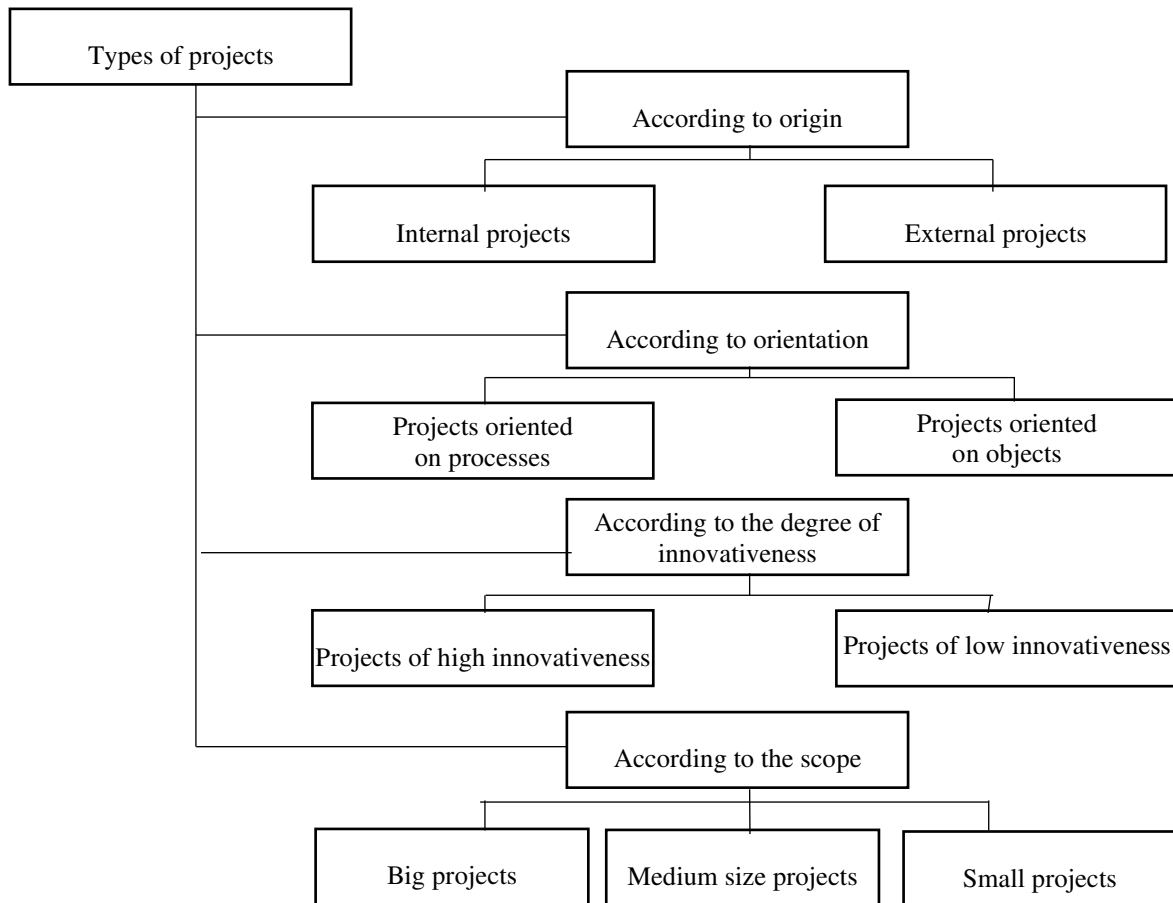 Types of projects
According to origin
Internal projects
External projects
According to orientation
Projects oriented
on processes
Projects oriented
on objects
According to the degree of
innovativeness
Projects of high innovativeness
Projects of low innovativeness
According to the scope
Big projects
Medium size projects
Small projects